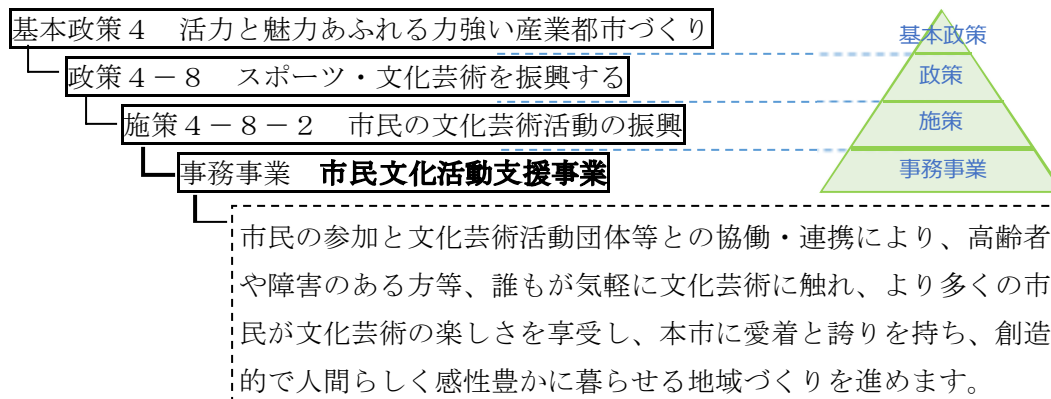 基本政策４　活力と魅力あふれる力強い産業都市づくり
政策４－８　スポーツ・文化芸術を振興する
施策４－８－２　市民の文化芸術活動の振興
事務事業　市民文化活動支援事業
市民の参加と文化芸術活動団体等との協働・連携により、高齢者
や障害のある方等、誰もが気軽に文化芸術に触れ、より多くの市
民が文化芸術の楽しさを享受し、本市に愛着と誇りを持ち、創造
的で人間らしく感性豊かに暮らせる地域づくりを進めます。
基本政策
政策
施策
事務事業